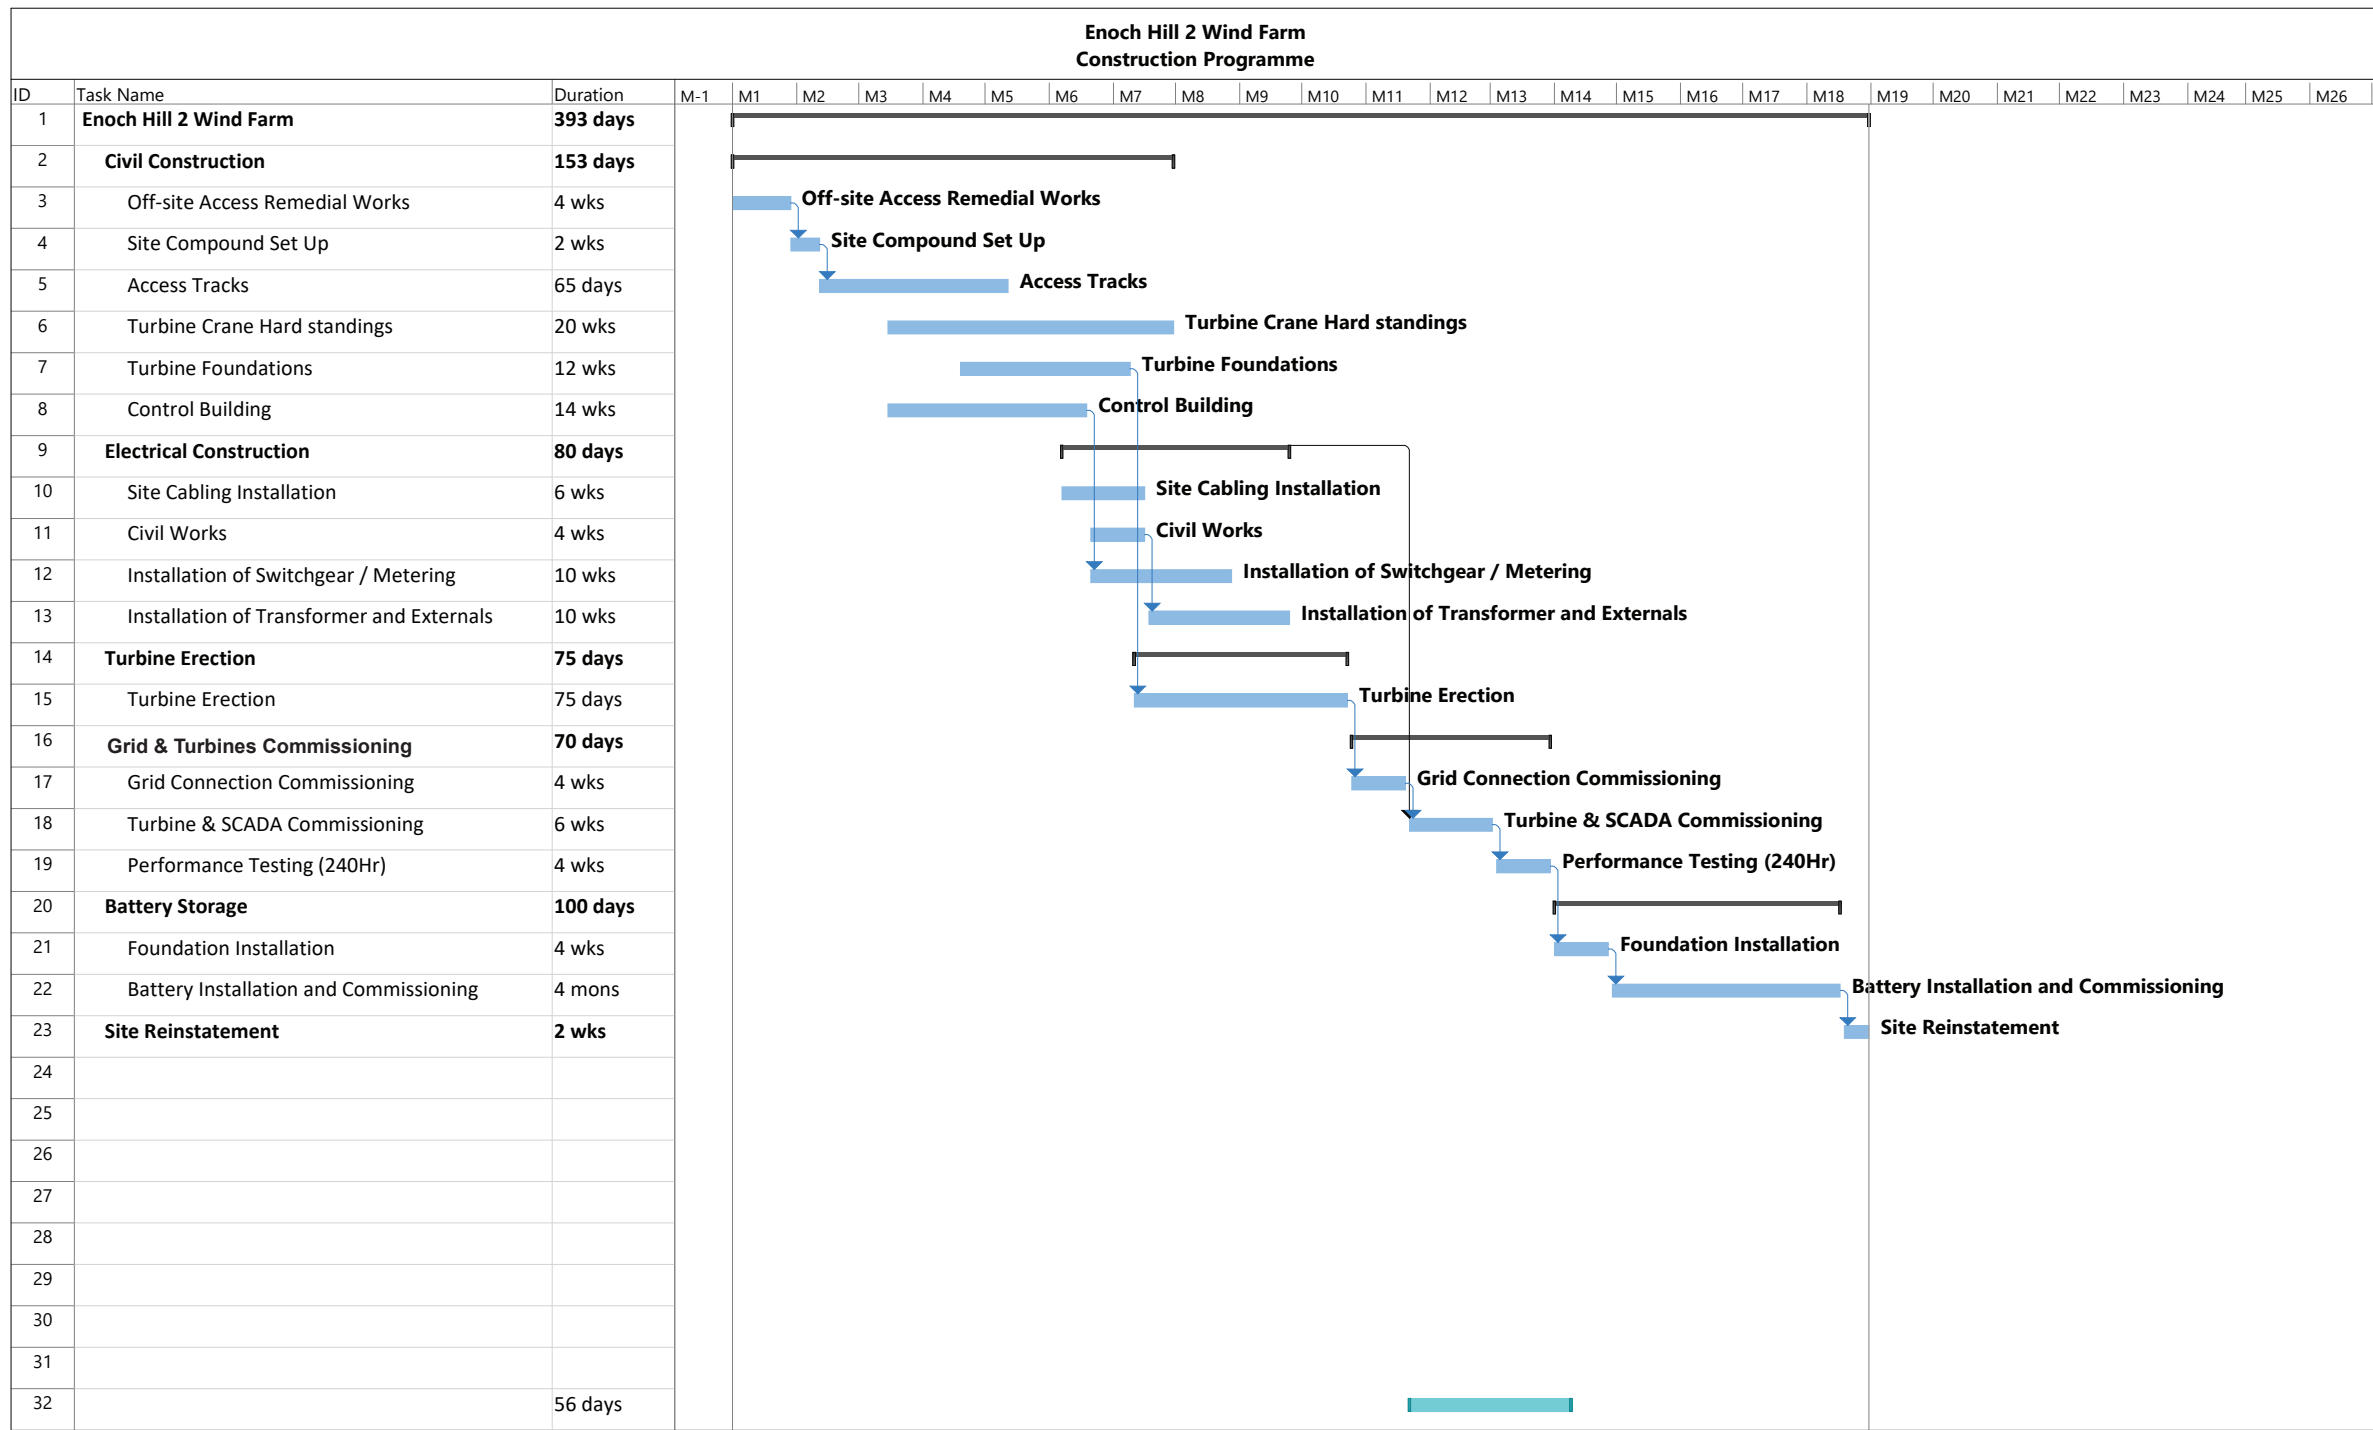 Enoch Hill 2 Wind Farm
Construction Programme
ID Task Name Duration M-1 M1 M2 M3 M4 M5 M6 M7 M8 M9 M10 M11 M12 M13 M14 M15 M16 M17 M18 M19 M20 M21 M22 M23 M24 M25 M26
1 Enoch Hill 2 Wind Farm 393 days
2 Civil Construction 153 days
3 Off-site Access Remedial Works 4 wks Off-site Access Remedial Works
4 Site Compound Set Up 2 wks Site Compound Set Up
5 Access Tracks 65 days Access Tracks
6 Turbine Crane Hard standings 20 wks Turbine Crane Hard standings
7 Turbine Foundations 12 wks Turbine Foundations
8 Control Building 14 wks Control Building
9 Electrical Construction 80 days
10 Site Cabling Installation 6 wks Site Cabling Installation
11 Civil Works 4 wks Civil Works
12 Installation of Switchgear / Metering 10 wks Installation of Switchgear / Metering
13 Installation of Transformer and Externals 10 wks Installation of Transformer and Externals
14 Turbine Erection 75 days
15 Turbine Erection 75 days Turbine Erection
16 Grid & Turbines Commissioning 70 days
17 Grid Connection Commissioning 4 wks Grid Connection Commissioning
18 Turbine & SCADA Commissioning 6 wks Turbine & SCADA Commissioning
19 Performance Testing (240Hr) 4 wks Performance Testing (240Hr)
20 Battery Storage 100 days
21 Foundation Installation 4 wks Foundation Installation
22 Battery Installation and Commissioning 4 mons Battery Installation and Commissioning
23 Site Reinstatement 2 wks Site Reinstatement
24
25
26
27
28
29
30
31
32 56 days